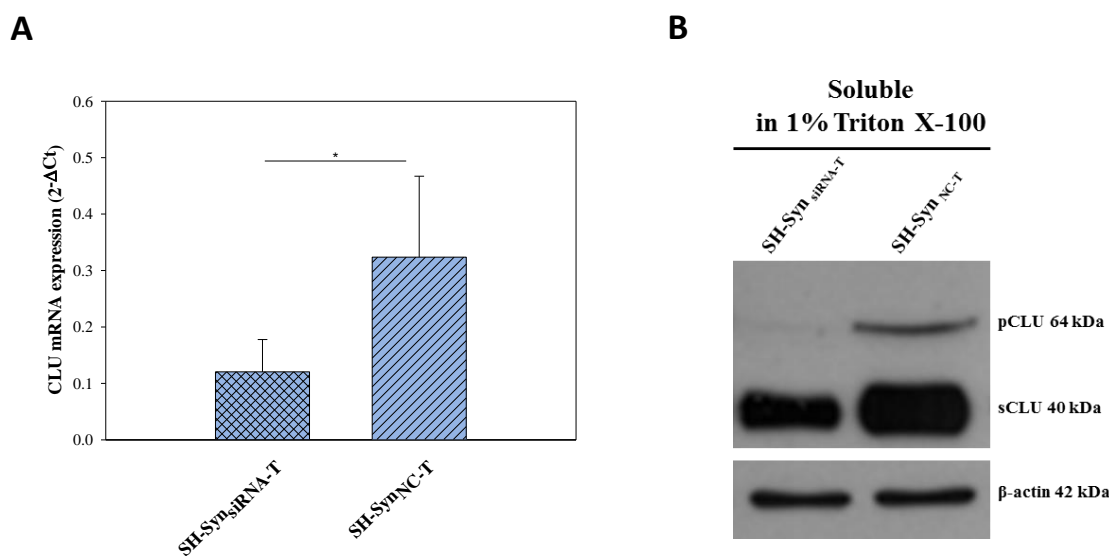 A
CLU mRNA expression (2-ΔCt)
0.6
0.5
0.4
0.3
0.2
0.1
0.0
*
SH-SynsiRNA-T
SH-SynNC-T
B
Soluble
in 1% Triton X-100
SH-Syn siRNA-T
SH-Syn NC-T
pCLU 64 kDa
sCLU 40 kDa
β-actin 42 kDa